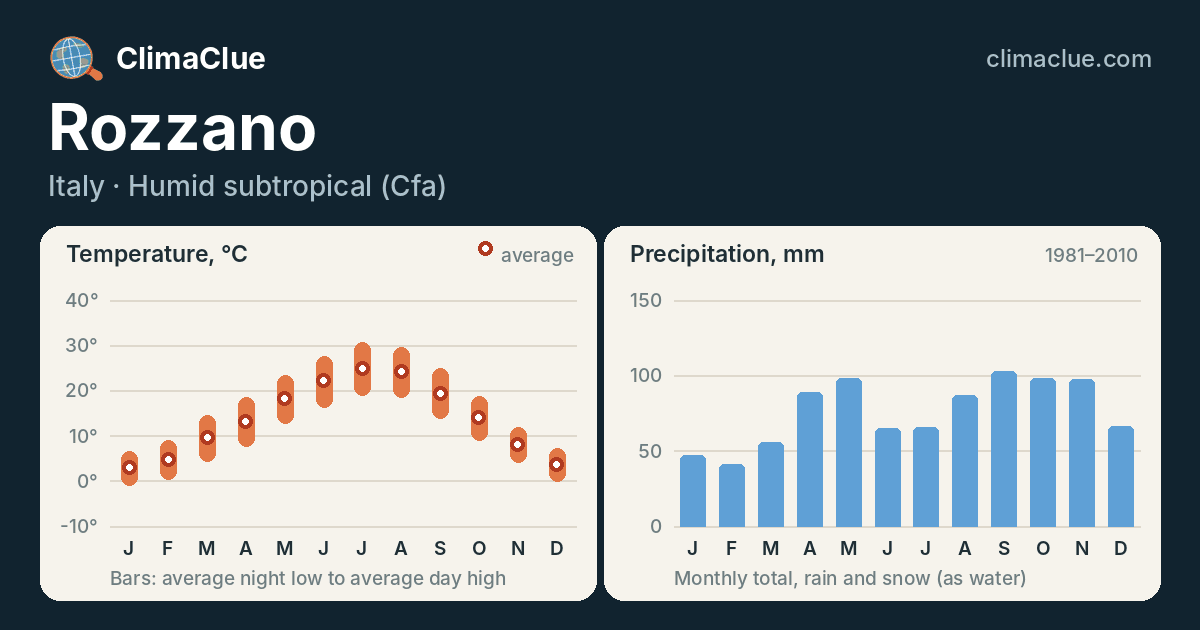 ClimaClue
climaclue.com
Rozzano
Italy · Humid subtropical (Cfa)
Temperature, °C
average
40°
30°
20°
10°
0°
-10°
J F M A M J J A S O N D
Bars: average night low to average day high
Precipitation, mm
1981–2010
150
100
50
0
J F M A M J J A S O N D
Monthly total, rain and snow (as water)